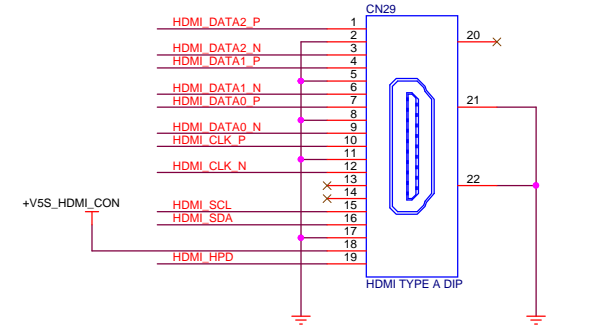 CN29
HDMI_DATA2_P 1
2 20
HDMI_DATA2_N 3
HDMI_DATA1_P 4
5
HDMI_DATA1_N 6
HDMI_DATA0_P 7 21
8
HDMI_DATA0_N 9
HDMI_CLK_P 10
11
HDMI_CLK_N 12
13 22
14
+V5S_HDMI_CON
HDMI_SCL 15
HDMI_SDA 16
17
18
HDMI_HPD 19
HDMI TYPE A DIP